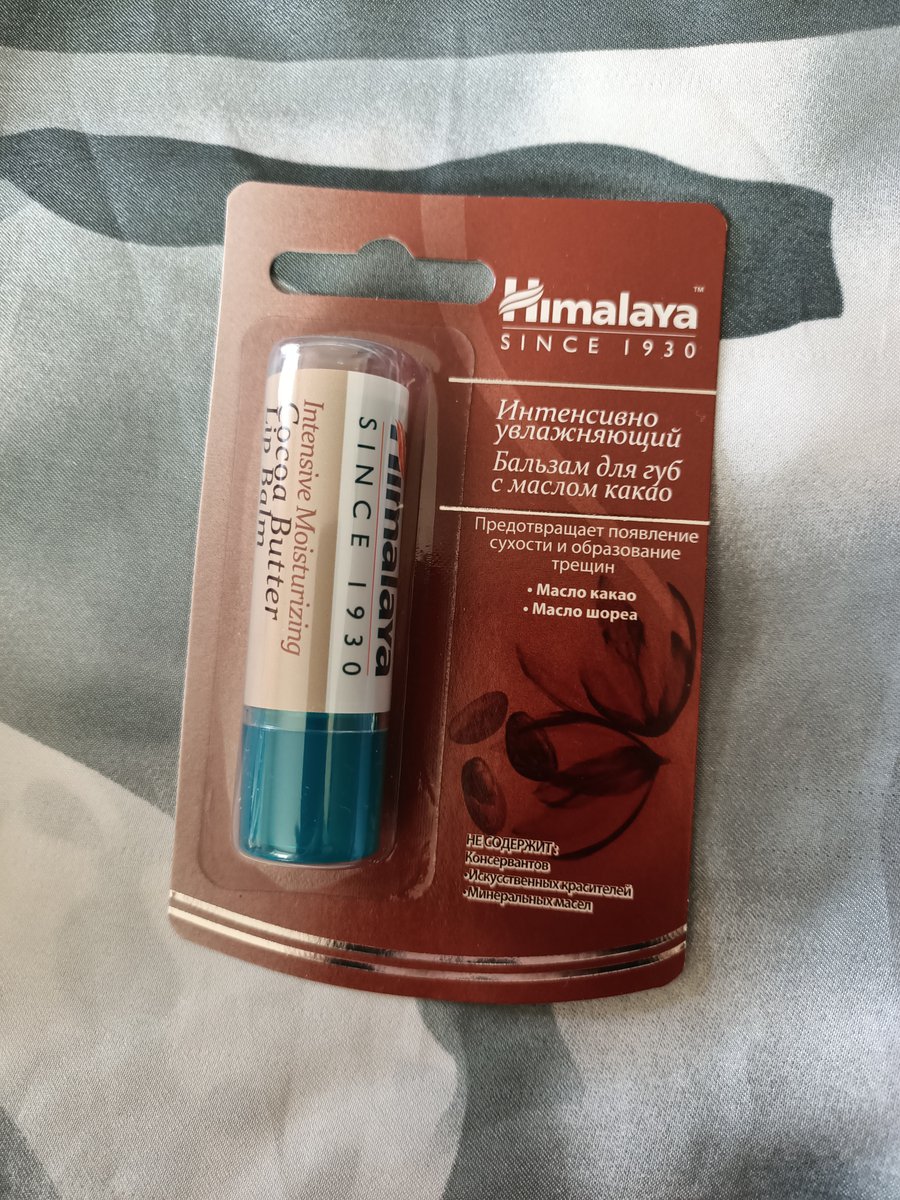 Himalaya™
SINCE 1930
Интенсивно
увлажняющий
Бальзам для губ
с маслом какао
Предотвращает появление
сухости и образование
трещин
• Масло какао
• Масло шореа
НЕ СОДЕРЖИТ:
Консервантов
•Искусственных красителей
•Минеральных масел
Himalaya
SINCE 1930
Intensive Moisturizing
Cocoa Butter
Lip Balm